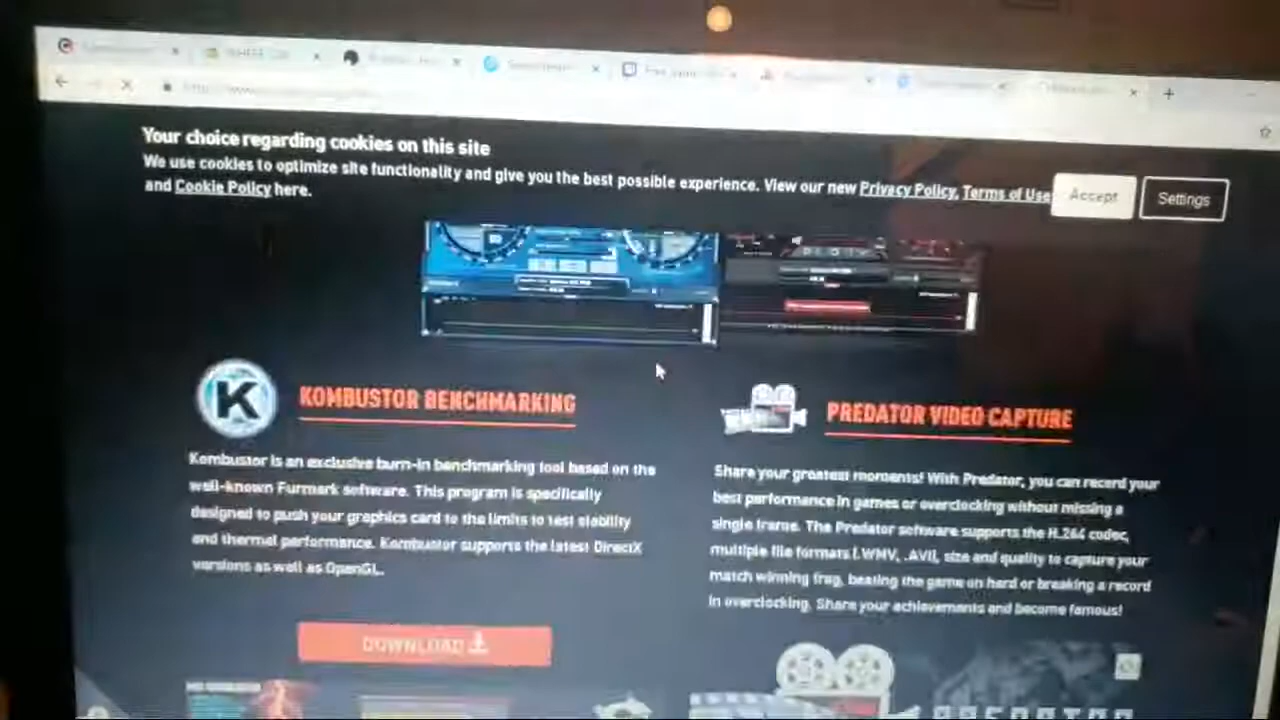 Your choice regarding cookies on this site
We use cookies to optimize site functionality and give you the best possible experience. View our new Privacy Policy, Terms of Use
and Cookie Policy here.
Accept
Settings
K
KOMBUSTOR BENCHMARKING
Kombustor is an exclusive burn-in benchmarking tool based on the
well-known Furmark software. This program is specifically
designed to push your graphics card to the limits to test stability
and thermal performance. Kombustor supports the latest DirectX
versions as well as OpenGL.
DOWNLOAD
PREDATOR VIDEO CAPTURE
Share your greatest moments! With Predator, you can record your
best performance in games or overclocking without missing a
single frame. The Predator software supports the H.264 codec,
multiple file formats (.WMV, .AVI), size and quality to capture your
match winning frag, beating the game on hard or breaking a record
in overclocking. Share your achievements and become famous!
PREDATOR